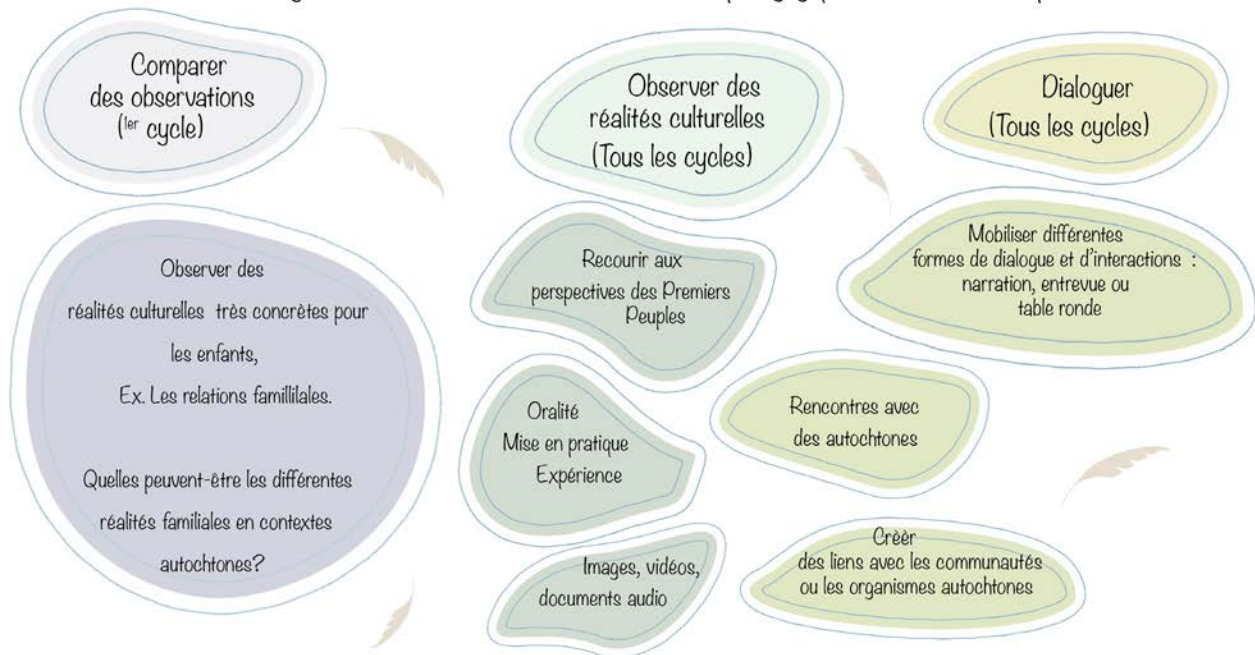 Comparer
des observations
(1er cycle)
Observer des
réalités culturelles très concrètes pour
les enfants,
Ex. Les relations famillilales.
Quelles peuvent-être les différentes
réalités familiales en contextes
autochtones?
Observer des
réalités culturelles
(Tous les cycles)
Recourir aux
perspectives des Premiers
Peuples
Oralité
Mise en pratique
Expérience
Images, vidéos,
documents audio
Dialoguer
(Tous les cycles)
Mobiliser différentes
formes de dialogue et d'interactions :
narration, entrevue ou
table ronde
Rencontres avec
des autochtones
Crèèr
des liens avec les communautés
ou les organismes autochtones